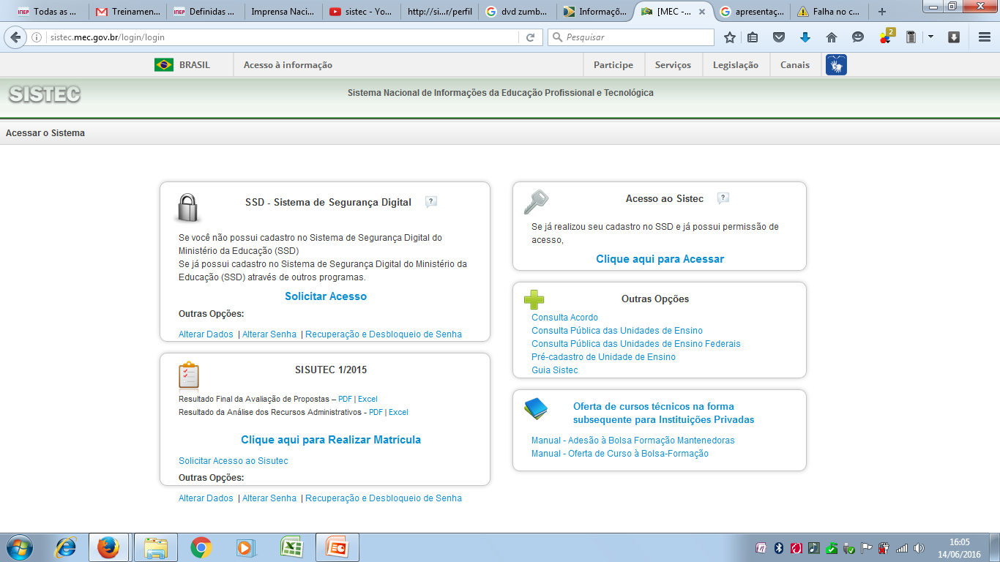 Todas as ...
Treinamen...
Definidas ...
Imprensa Naci...
sistec - Yo...
http://si...r/perfil
dvd zumb...
Informaçõ...
[MEC -...
apresentaç...
Falha no c...
sistec.mec.gov.br/login/login
Pesquisar
2
BRASIL
Acesso à informação
Participe
Serviços
Legislação
Canais
SISTEC
Sistema Nacional de Informações da Educação Profissional e Tecnológica
Acessar o Sistema
SSD - Sistema de Segurança Digital
Se você não possui cadastro no Sistema de Segurança Digital do
Ministério da Educação (SSD)
Se já possui cadastro no Sistema de Segurança Digital do Ministério da
Educação (SSD) através de outros programas.
Solicitar Acesso
Outras Opções:
Alterar Dados | Alterar Senha | Recuperação e Desbloqueio de Senha
SISUTEC 1/2015
Resultado Final da Avaliação de Propostas – PDF | Excel
Resultado da Análise dos Recursos Administrativos - PDF | Excel
Clique aqui para Realizar Matrícula
Solicitar Acesso ao Sisutec
Outras Opções:
Alterar Dados | Alterar Senha | Recuperação e Desbloqueio de Senha
Acesso ao Sistec
Se já realizou seu cadastro no SSD e já possui permissão de
acesso,
Clique aqui para Acessar
Outras Opções
Consulta Acordo
Consulta Pública das Unidades de Ensino
Consulta Pública das Unidades de Ensino Federais
Pré-cadastro de Unidade de Ensino
Guia Sistec
Oferta de cursos técnicos na forma
subsequente para Instituições Privadas
Manual - Adesão à Bolsa Formação Mantenedoras
Manual - Oferta de Curso à Bolsa-Formação
16:05
14/06/2016